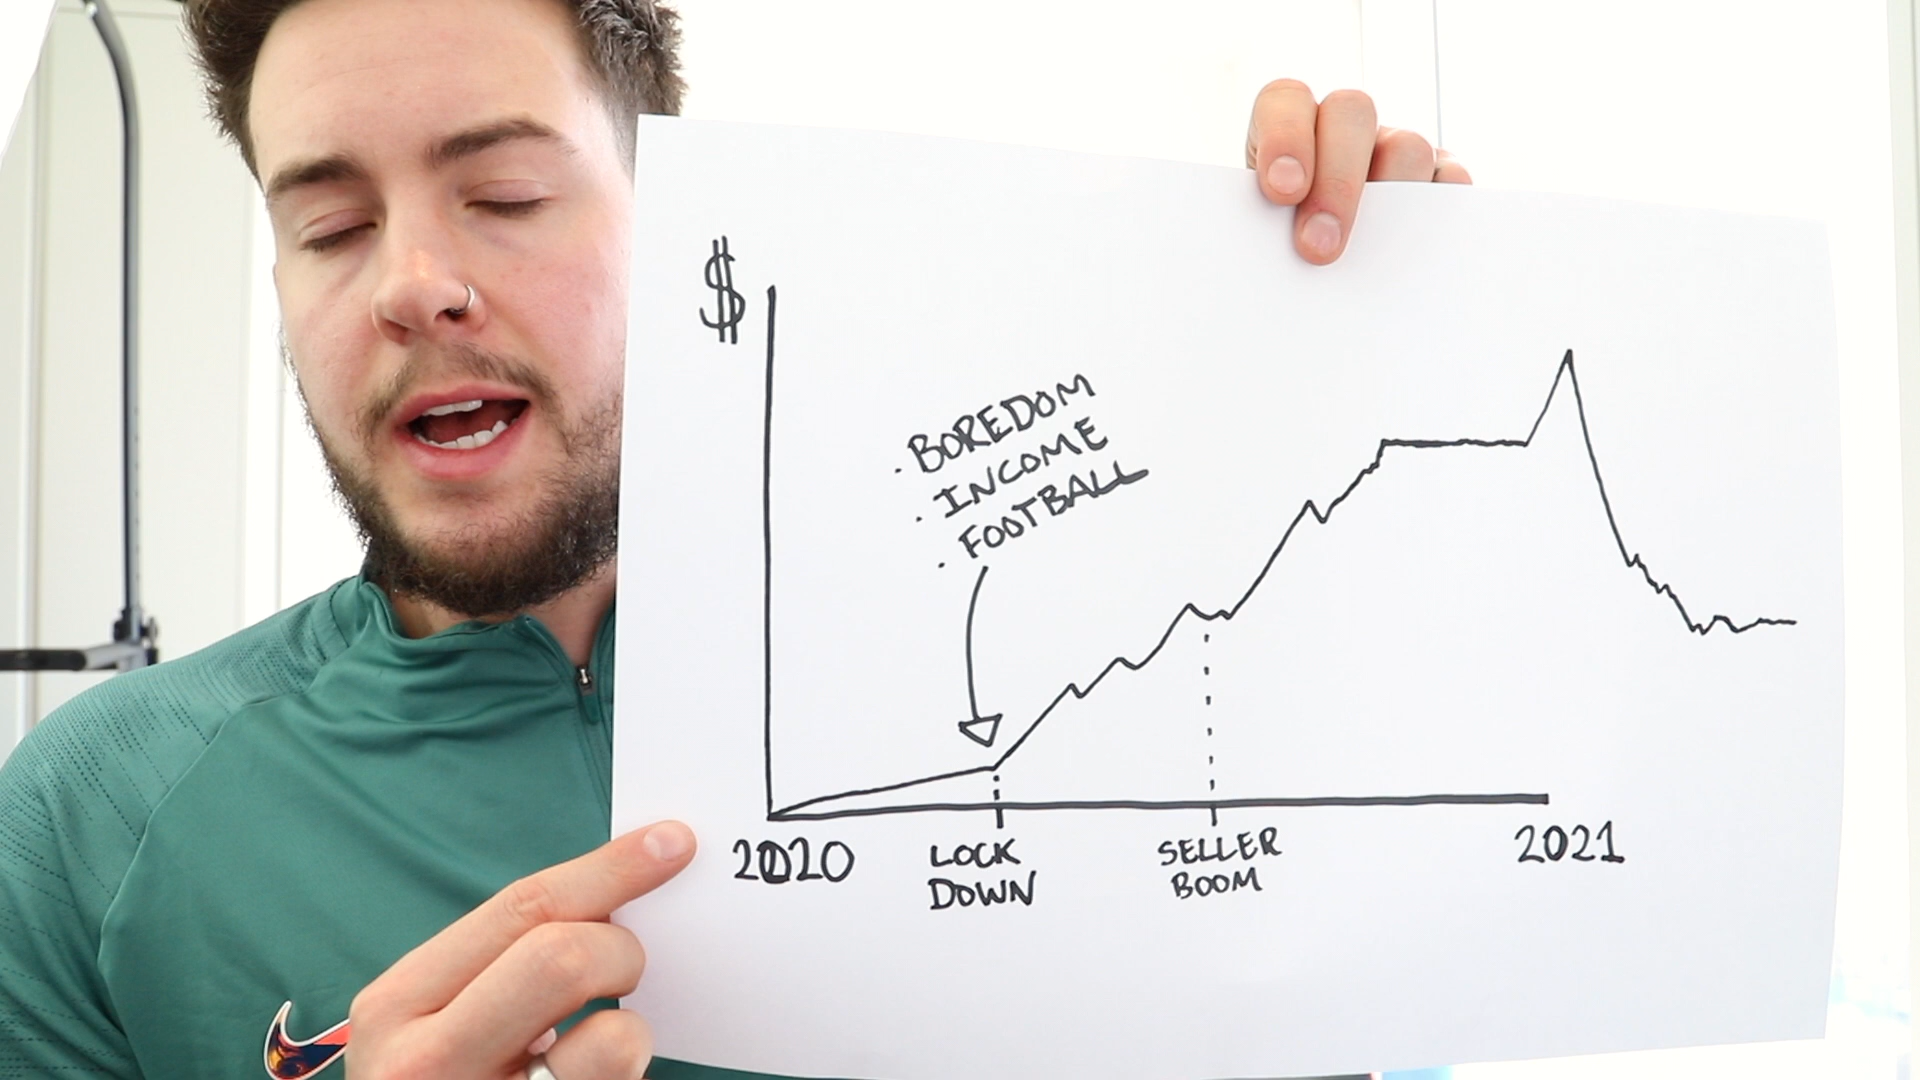 $
· BOREDOM
· INCOME
· FOOTBALL
2020
LOCK
DOWN
SELLER
BOOM
2021